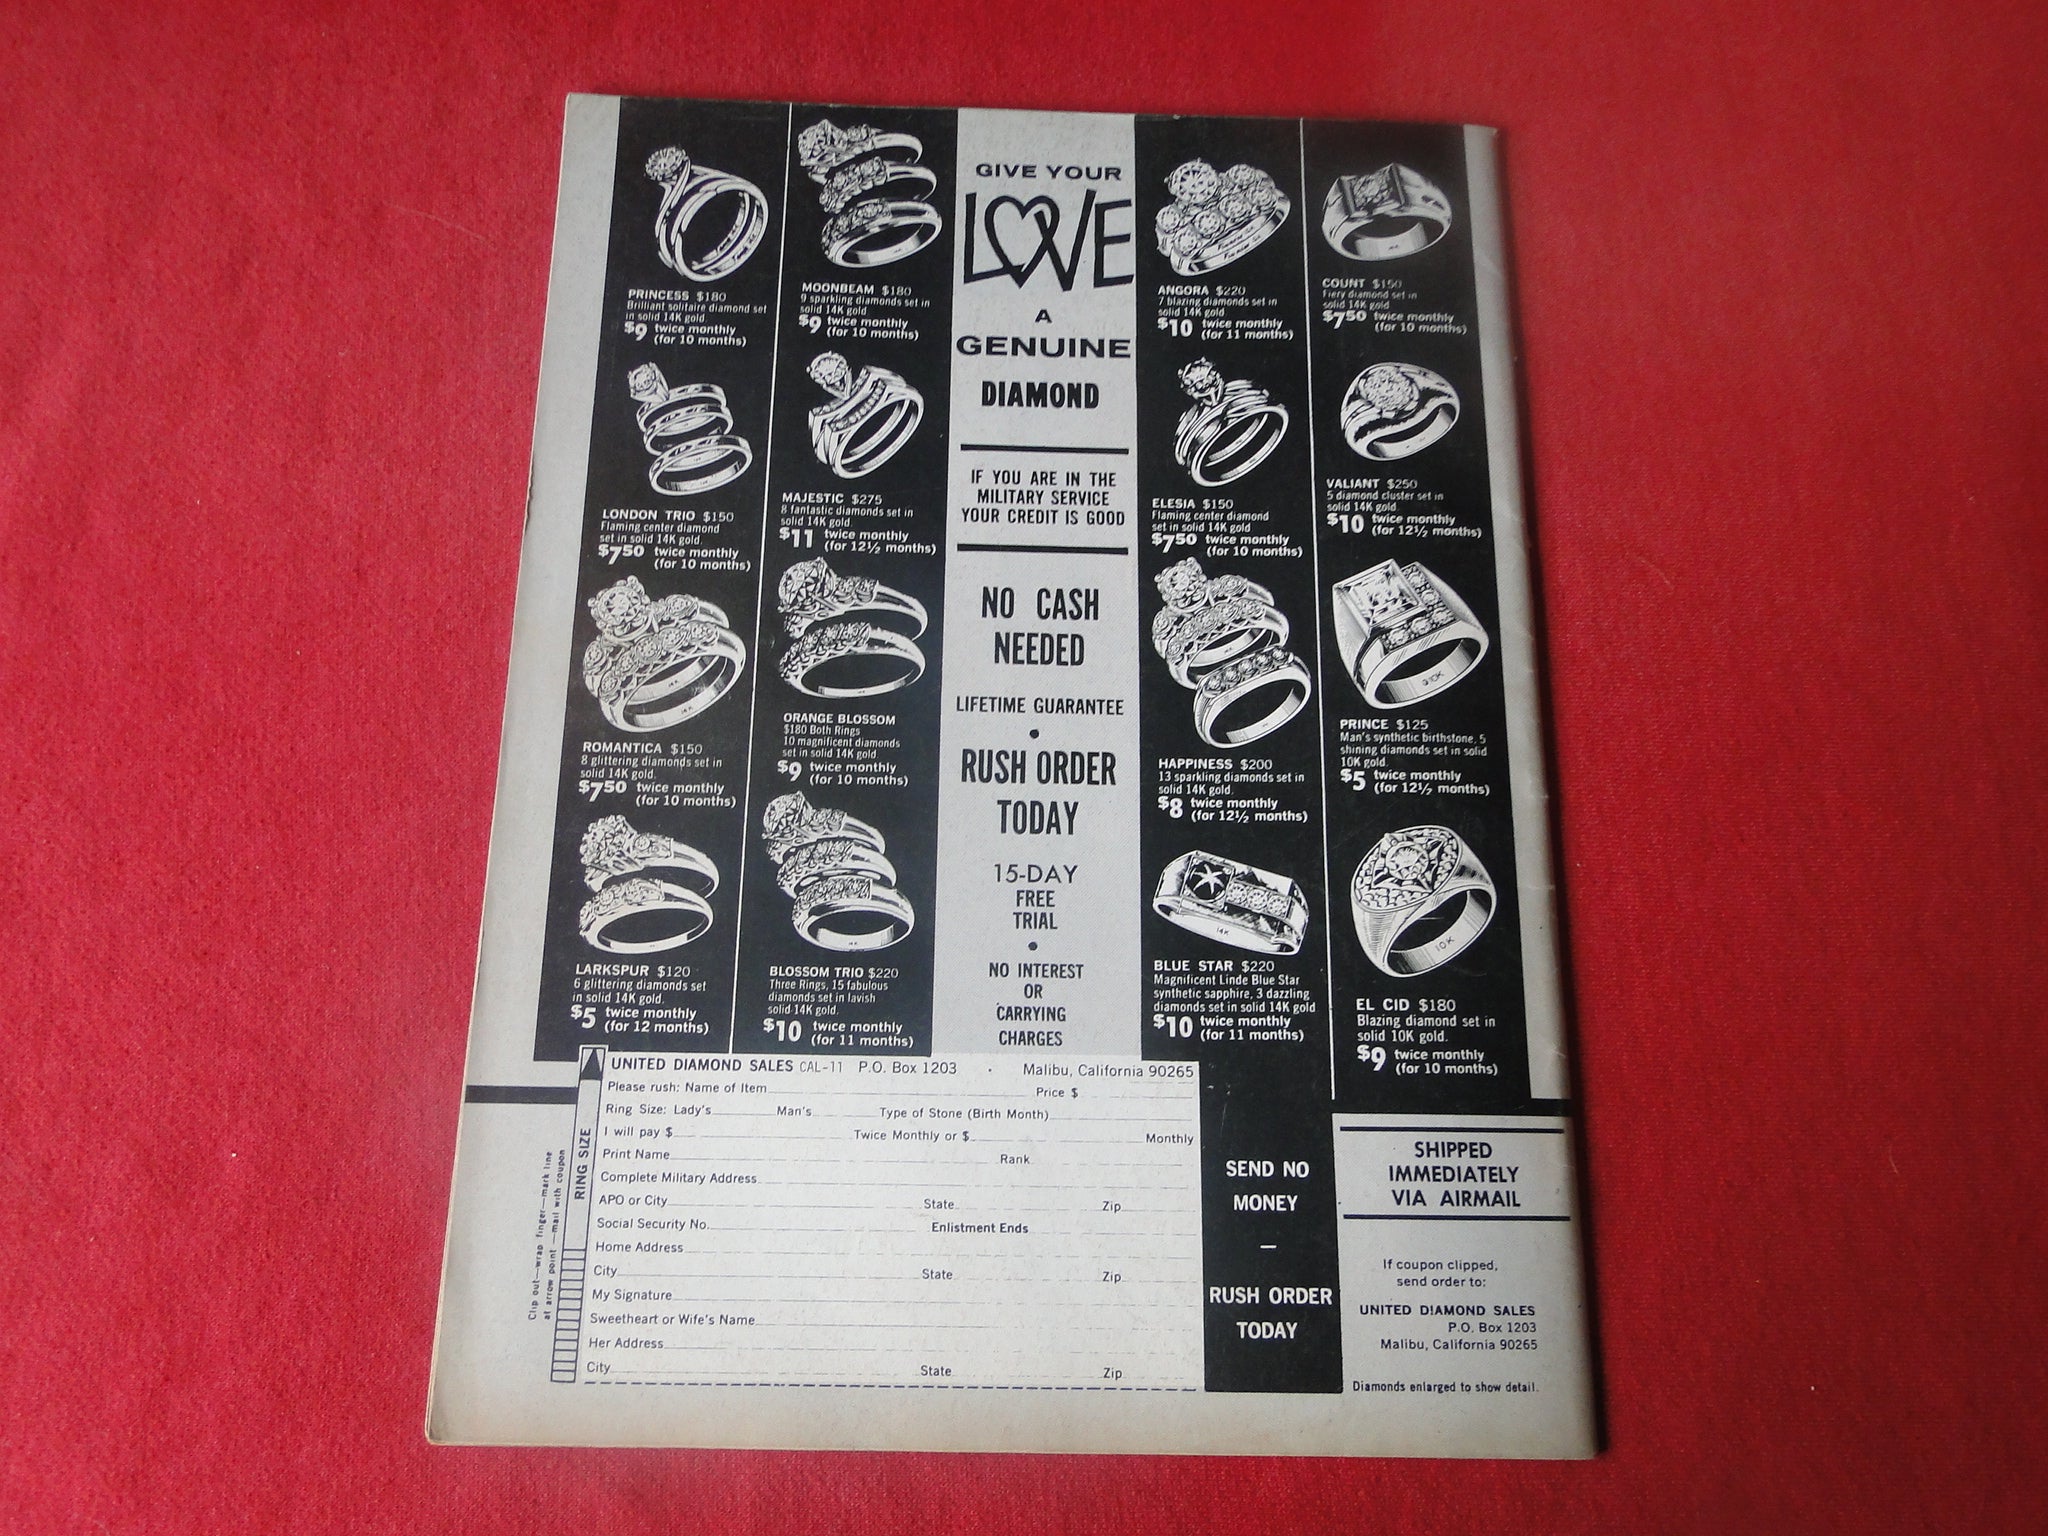 PRINCESS $180
Brilliant solitaire diamond set
in solid 14K gold.
$9 twice monthly
(for 10 months)
LONDON TRIO $150
Flaming center diamond
set in solid 14K gold.
$7.50 twice monthly
(for 10 months)
ROMANTICA $150
8 glittering diamonds set in
solid 14K gold.
$7.50 twice monthly
(for 10 months)
LARKSPUR $120
6 glittering diamonds set
in solid 14K gold.
$5 twice monthly
(for 12 months)
MOONBEAM $180
9 sparkling diamonds set in
solid 14K gold
$9 twice monthly
(for 10 months)
MAJESTIC $275
8 fantastic diamonds set in
solid 14K gold.
$11 twice monthly
(for 12½ months)
ORANGE BLOSSOM
$180 Both Rings
10 magnificent diamonds
set in solid 14K gold
$9 twice monthly
(for 10 months)
BLOSSOM TRIO $220
Three Rings, 15 fabulous
diamonds set in lavish
solid 14K gold.
$10 twice monthly
(for 11 months)
GIVE YOUR
LOVE
A
GENUINE
DIAMOND
IF YOU ARE IN THE
MILITARY SERVICE
YOUR CREDIT IS GOOD
NO CASH
NEEDED
LIFETIME GUARANTEE
•
RUSH ORDER
TODAY
15-DAY
FREE
TRIAL
•
NO INTEREST
OR
CARRYING
CHARGES
ANGORA $220
7 blazing diamonds set in
solid 14K gold.
$10 twice monthly
(for 11 months)
ELESIA $150
Flaming center diamond
set in solid 14K gold
$7.50 twice monthly
(for 10 months)
HAPPINESS $200
13 sparkling diamonds set in
solid 14K gold.
$8 twice monthly
(for 12½ months)
14K
BLUE STAR $220
Magnificent Linde Blue Star
synthetic sapphire, 3 dazzling
diamonds set in solid 14K gold
$10 twice monthly
(for 11 months)
COUNT $150
Fiery diamond set in
solid 14K gold
$7.50 twice monthly
(for 10 months)
VALIANT $250
5 diamond cluster set in
solid 14K gold.
$10 twice monthly
(for 12½ months)
10K
PRINCE $125
Man's synthetic birthstone, 5
shining diamonds set in solid
10K gold.
$5 twice monthly
(for 12½ months)
10K
EL CID $180
Blazing diamond set in
solid 10K gold.
$9 twice monthly
(for 10 months)
UNITED DIAMOND SALES CAL-11 P.O. Box 1203 · Malibu, California 90265
Please rush: Name of Item Price $
Ring Size: Lady's Man's Type of Stone (Birth Month)
I will pay $ Twice Monthly or $ Monthly
Print Name Rank
Complete Military Address
APO or City State Zip
Social Security No. Enlistment Ends
Home Address
City State Zip
My Signature
Sweetheart or Wife's Name
Her Address
City State Zip
RING SIZE
Clip out—wrap finger—mark line
at arrow point—mail with coupon
SEND NO
MONEY
—
RUSH ORDER
TODAY
SHIPPED
IMMEDIATELY
VIA AIRMAIL
If coupon clipped,
send order to:
UNITED DIAMOND SALES
P.O. Box 1203
Malibu, California 90265
Diamonds enlarged to show detail.